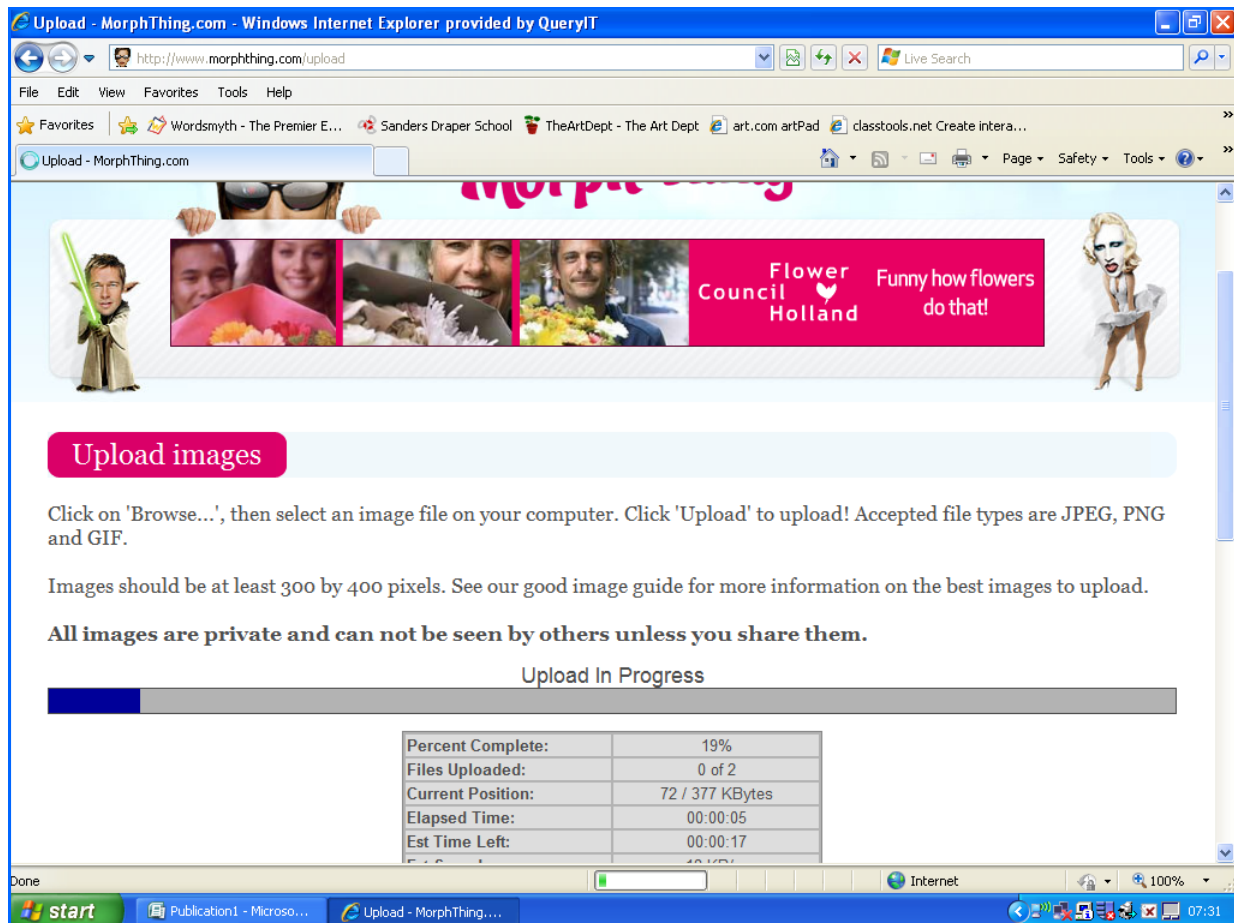 Upload - MorphThing.com - Windows Internet Explorer provided by QueryIT
http://www.morphthing.com/upload
Live Search
File Edit View Favorites Tools Help
Favorites Wordsmyth - The Premier E... Sanders Draper School TheArtDept - The Art Dept art.com artPad classtools.net Create intera...
Upload - MorphThing.com
Page Safety Tools
Flower
Council
Holland
Funny how flowers
do that!
Upload images
Click on 'Browse...', then select an image file on your computer. Click 'Upload' to upload! Accepted file types are JPEG, PNG
and GIF.
Images should be at least 300 by 400 pixels. See our good image guide for more information on the best images to upload.
All images are private and can not be seen by others unless you share them.
Upload In Progress
Percent Complete: 19%
Files Uploaded: 0 of 2
Current Position: 72 / 377 KBytes
Elapsed Time: 00:00:05
Est Time Left: 00:00:17
Done
Internet
100%
start
Publication1 - Microso...
Upload - MorphThing....
07:31